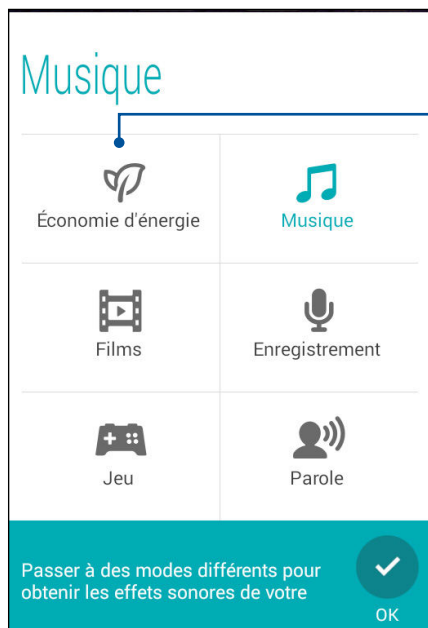 Musique
Économie d'énergie
Musique
Films
Enregistrement
Jeu
Parole
Passer à des modes différents pour
obtenir les effets sonores de votre
OK